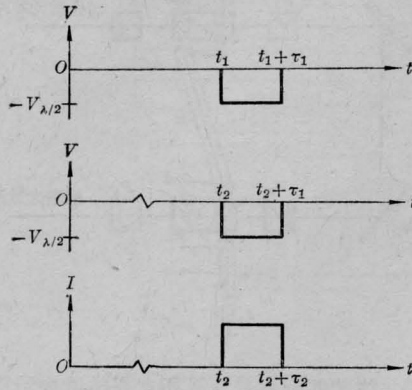 V
O t₁ t₁+τ₁ t
−V_{λ/2}
V
O t₂ t₂+τ₁ t
−V_{λ/2}
I
O t₂ t₂+τ₂ t